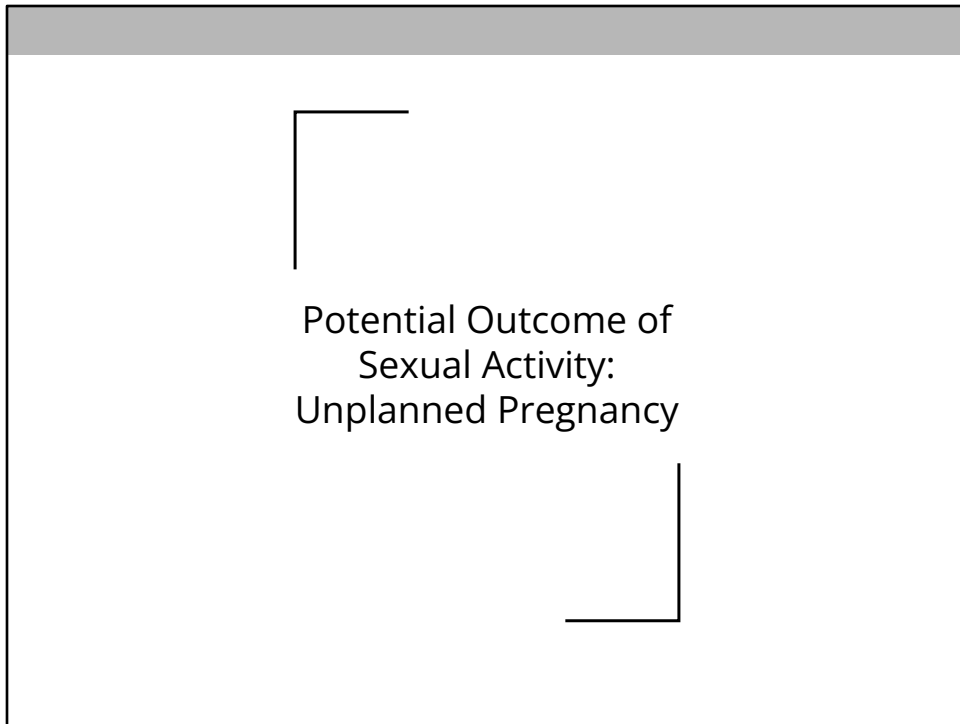 Potential Outcome of
Sexual Activity:
Unplanned Pregnancy